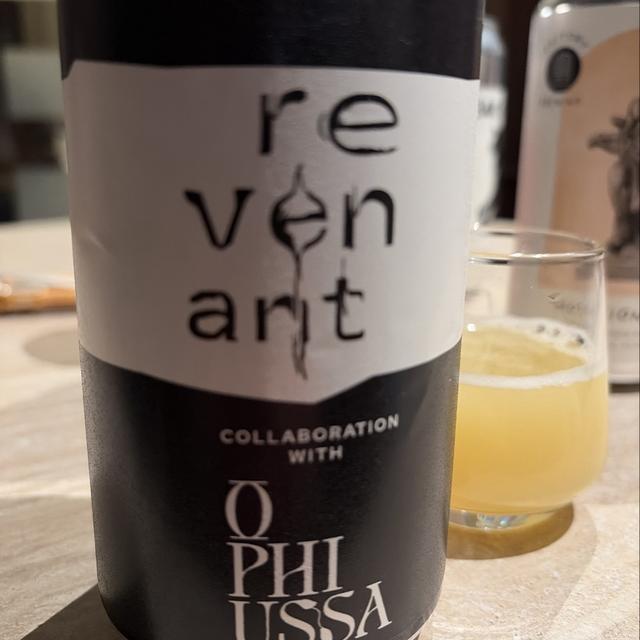 re
ven
ant
COLLABORATION
WITH
Ō
PHI
USSA